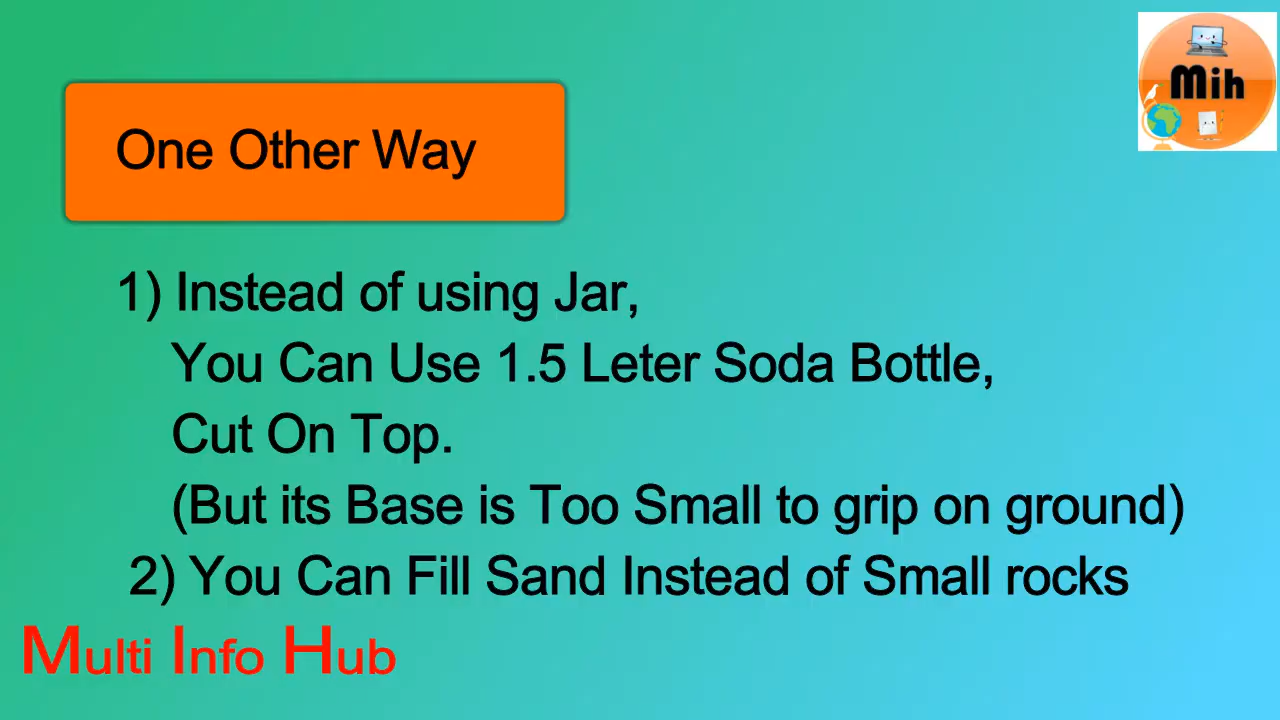 Mih
One Other Way
1) Instead of using Jar,
You Can Use 1.5 Leter Soda Bottle,
Cut On Top.
(But its Base is Too Small to grip on ground)
2) You Can Fill Sand Instead of Small rocks
Multi Info Hub